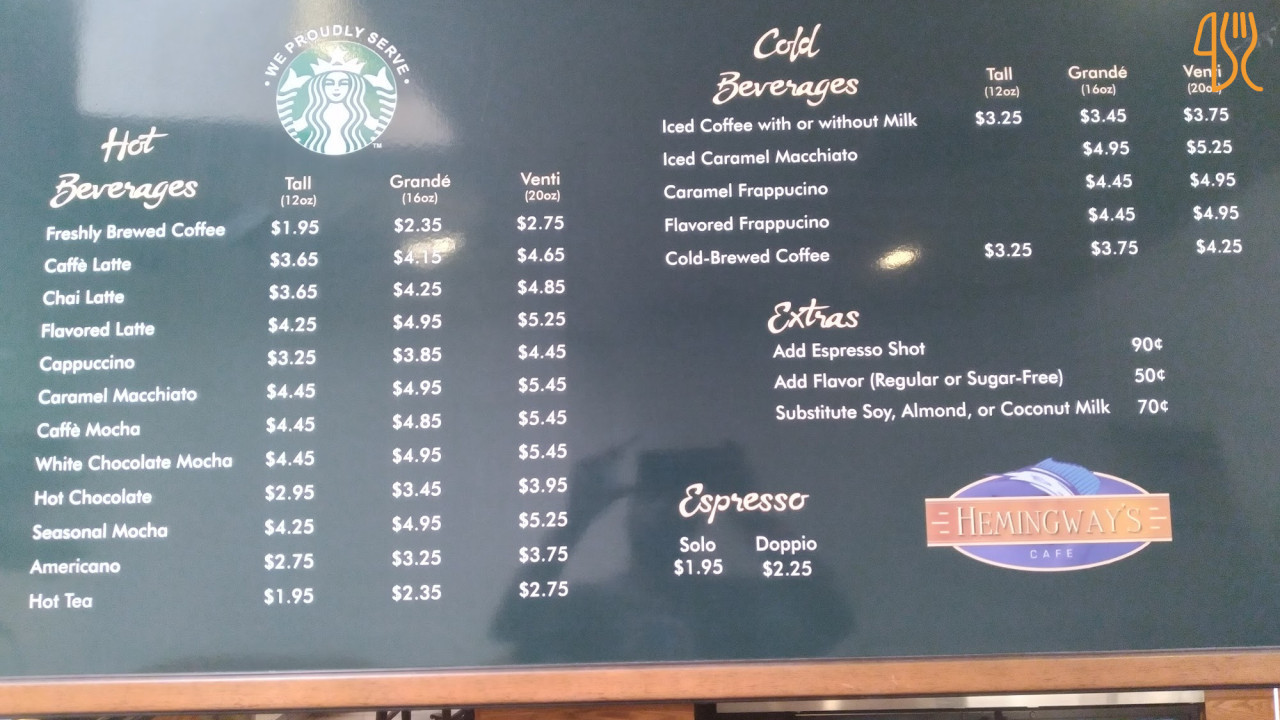 WE PROUDLY SERVE
TM
Hot
Beverages
Tall Grandé Venti
(12oz) (16oz) (20oz)
Freshly Brewed Coffee $1.95 $2.35 $2.75
Caffè Latte $3.65 $4.15 $4.65
Chai Latte $3.65 $4.25 $4.85
Flavored Latte $4.25 $4.95 $5.25
Cappuccino $3.25 $3.85 $4.45
Caramel Macchiato $4.45 $4.95 $5.45
Caffè Mocha $4.45 $4.85 $5.45
White Chocolate Mocha $4.45 $4.95 $5.45
Hot Chocolate $2.95 $3.45 $3.95
Seasonal Mocha $4.25 $4.95 $5.25
Americano $2.75 $3.25 $3.75
Hot Tea $1.95 $2.35 $2.75
Cold
Beverages
Tall Grandé Venti
(12oz) (16oz) (20oz)
Iced Coffee with or without Milk $3.25 $3.45 $3.75
Iced Caramel Macchiato $4.95 $5.25
Caramel Frappucino $4.45 $4.95
Flavored Frappucino $4.45 $4.95
Cold-Brewed Coffee $3.25 $3.75 $4.25
Extras
Add Espresso Shot 90¢
Add Flavor (Regular or Sugar-Free) 50¢
Substitute Soy, Almond, or Coconut Milk 70¢
Espresso
Solo Doppio
$1.95 $2.25
HEMINGWAY'S
CAFE